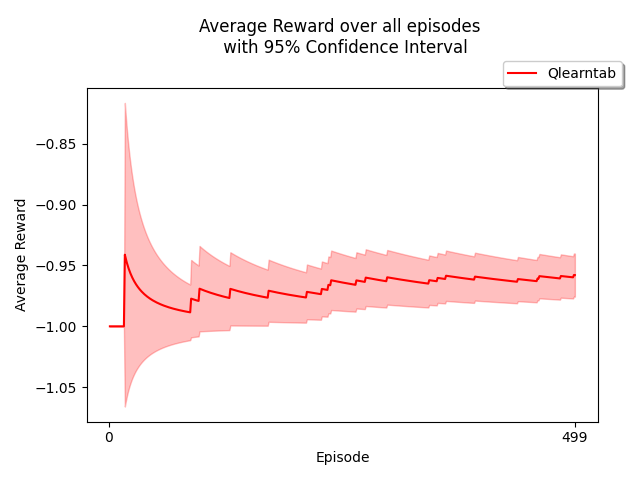 Average Reward over all episodes
with 95% Confidence Interval
Qlearntab
−0.85
−0.90
−0.95
−1.00
−1.05
Average Reward
0
499
Episode